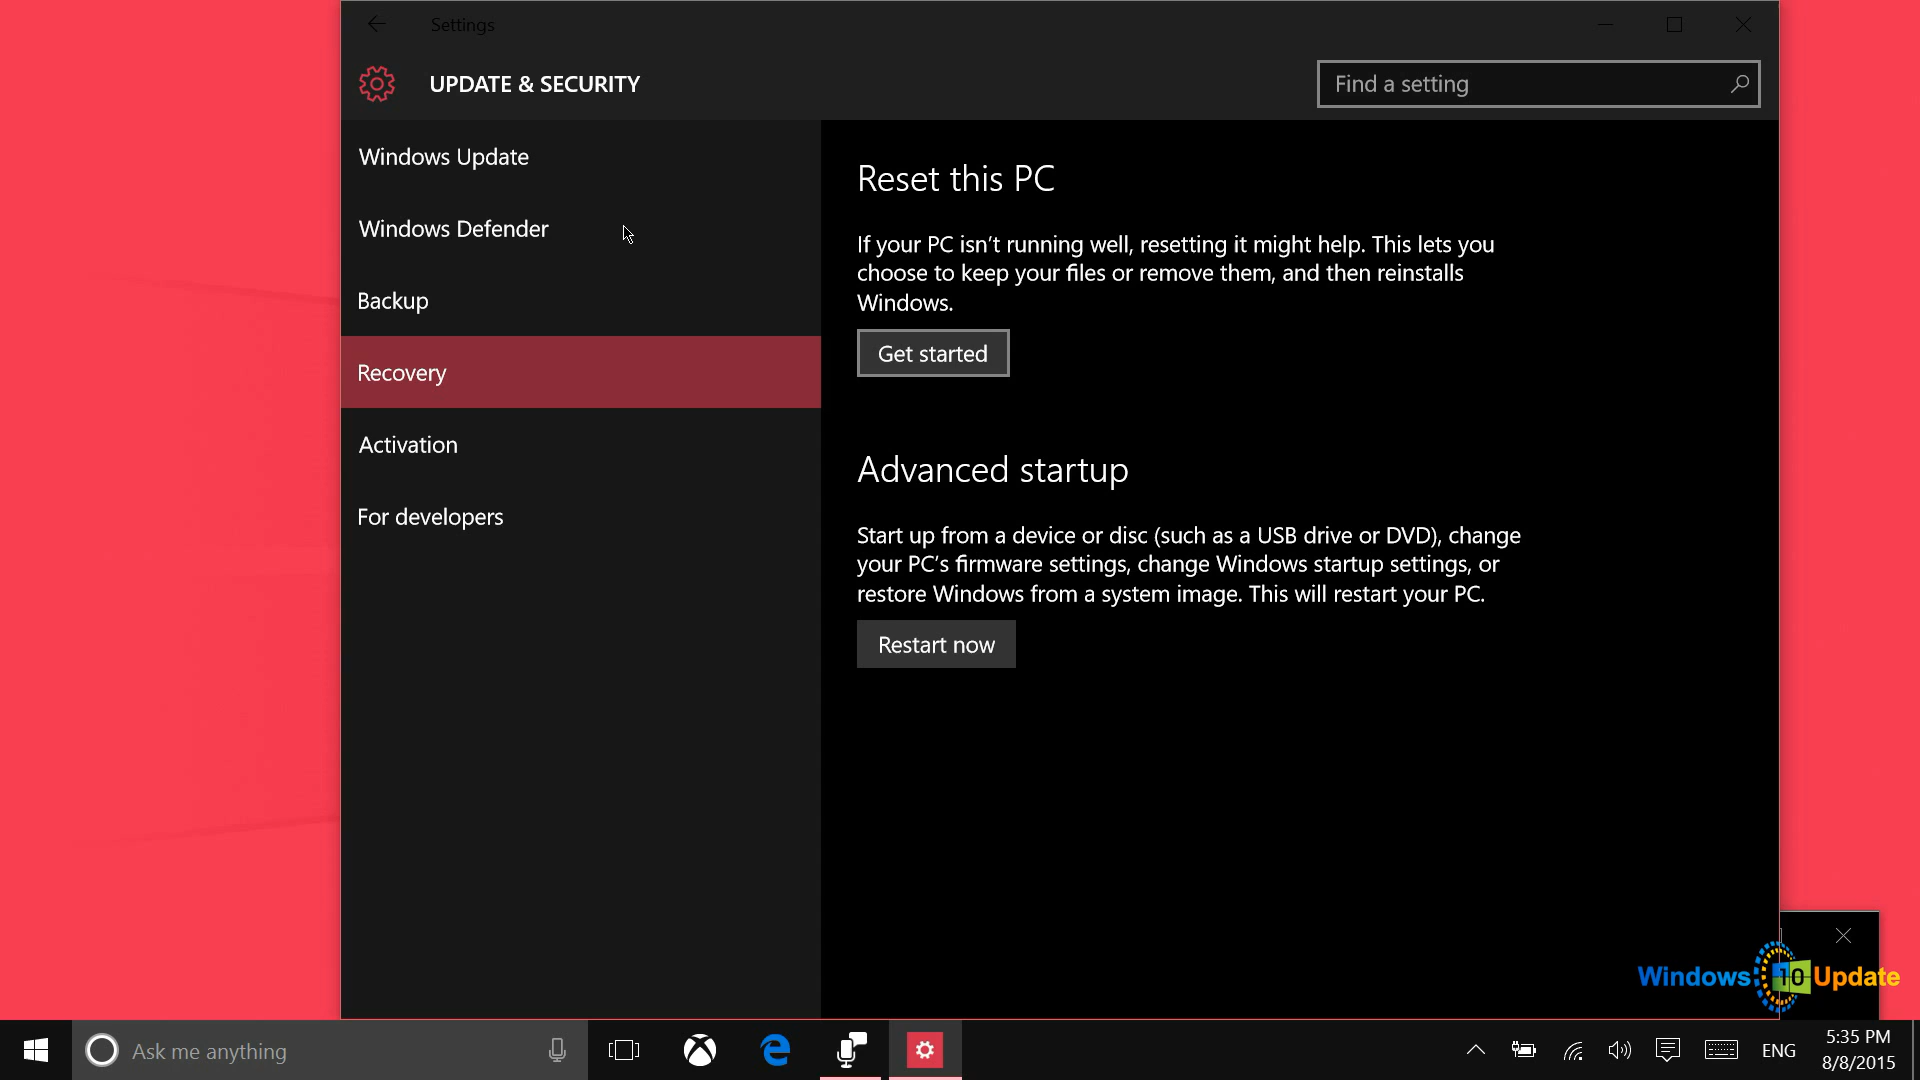 Settings
UPDATE & SECURITY
Find a setting
Windows Update
Windows Defender
Backup
Recovery
Activation
For developers
Reset this PC
If your PC isn't running well, resetting it might help. This lets you
choose to keep your files or remove them, and then reinstalls
Windows.
Get started
Advanced startup
Start up from a device or disc (such as a USB drive or DVD), change
your PC's firmware settings, change Windows startup settings, or
restore Windows from a system image. This will restart your PC.
Restart now
Windows 10 Update
Ask me anything
ENG
5:35 PM
8/8/2015